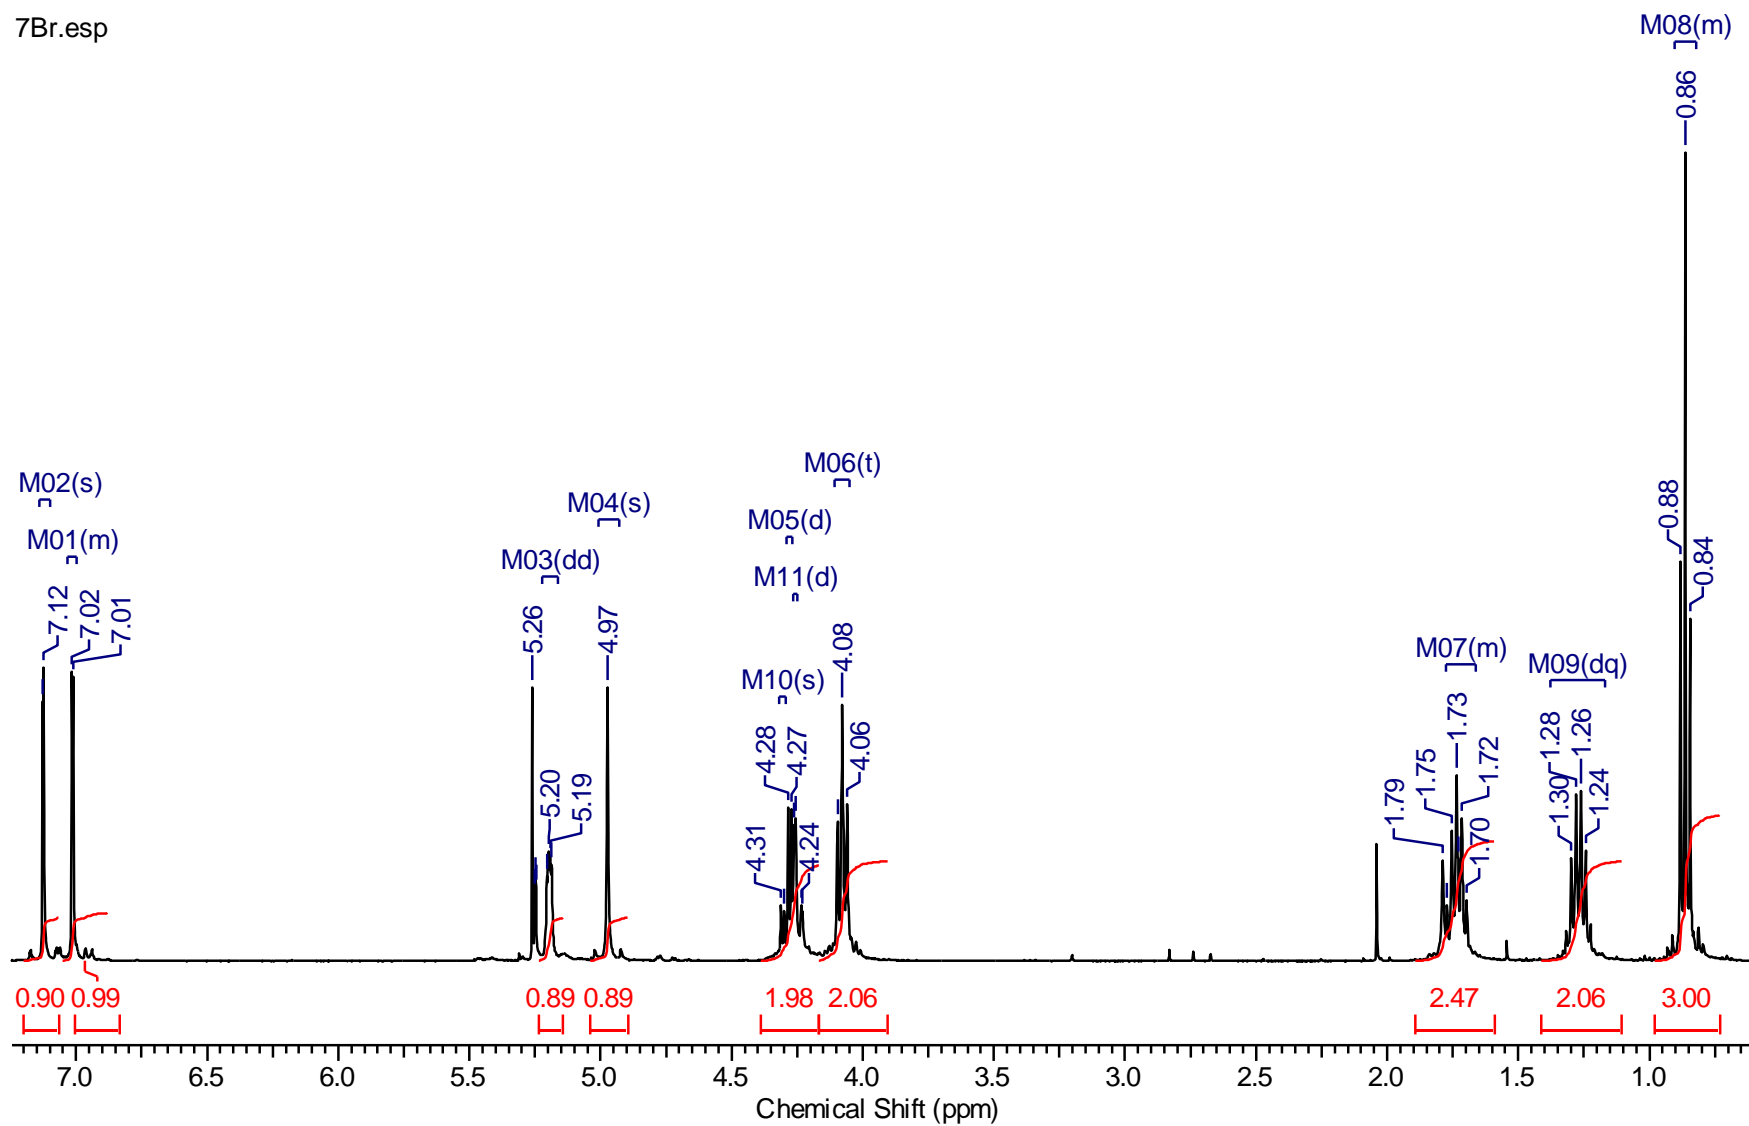 7Br.esp
M08(m)
0.86
0.88
0.84
M02(s)
M01(m)
7.12
7.02
7.01
M03(dd)
5.26
5.20
5.19
M04(s)
4.97
M05(d)
M11(d)
M10(s)
4.31
4.28
4.27
4.24
M06(t)
4.08
4.06
M07(m)
1.79
1.75
1.73
1.72
1.70
M09(dq)
1.30
1.28
1.26
1.24
0.90 0.99 0.89 0.89 1.98 2.06 2.47 2.06 3.00
7.0 6.5 6.0 5.5 5.0 4.5 4.0 3.5 3.0 2.5 2.0 1.5 1.0
Chemical Shift (ppm)